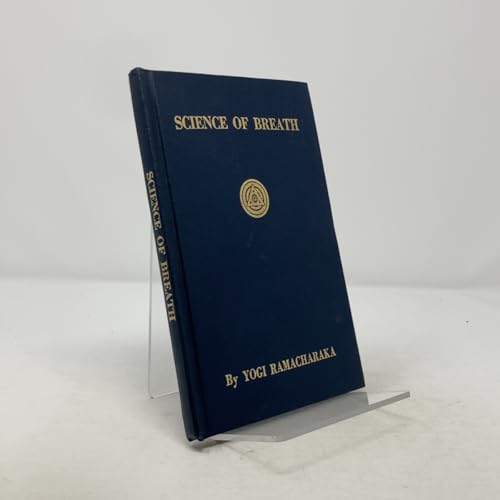 SCIENCE OF BREATH
SCIENCE OF BREATH
By YOGI RAMACHARAKA